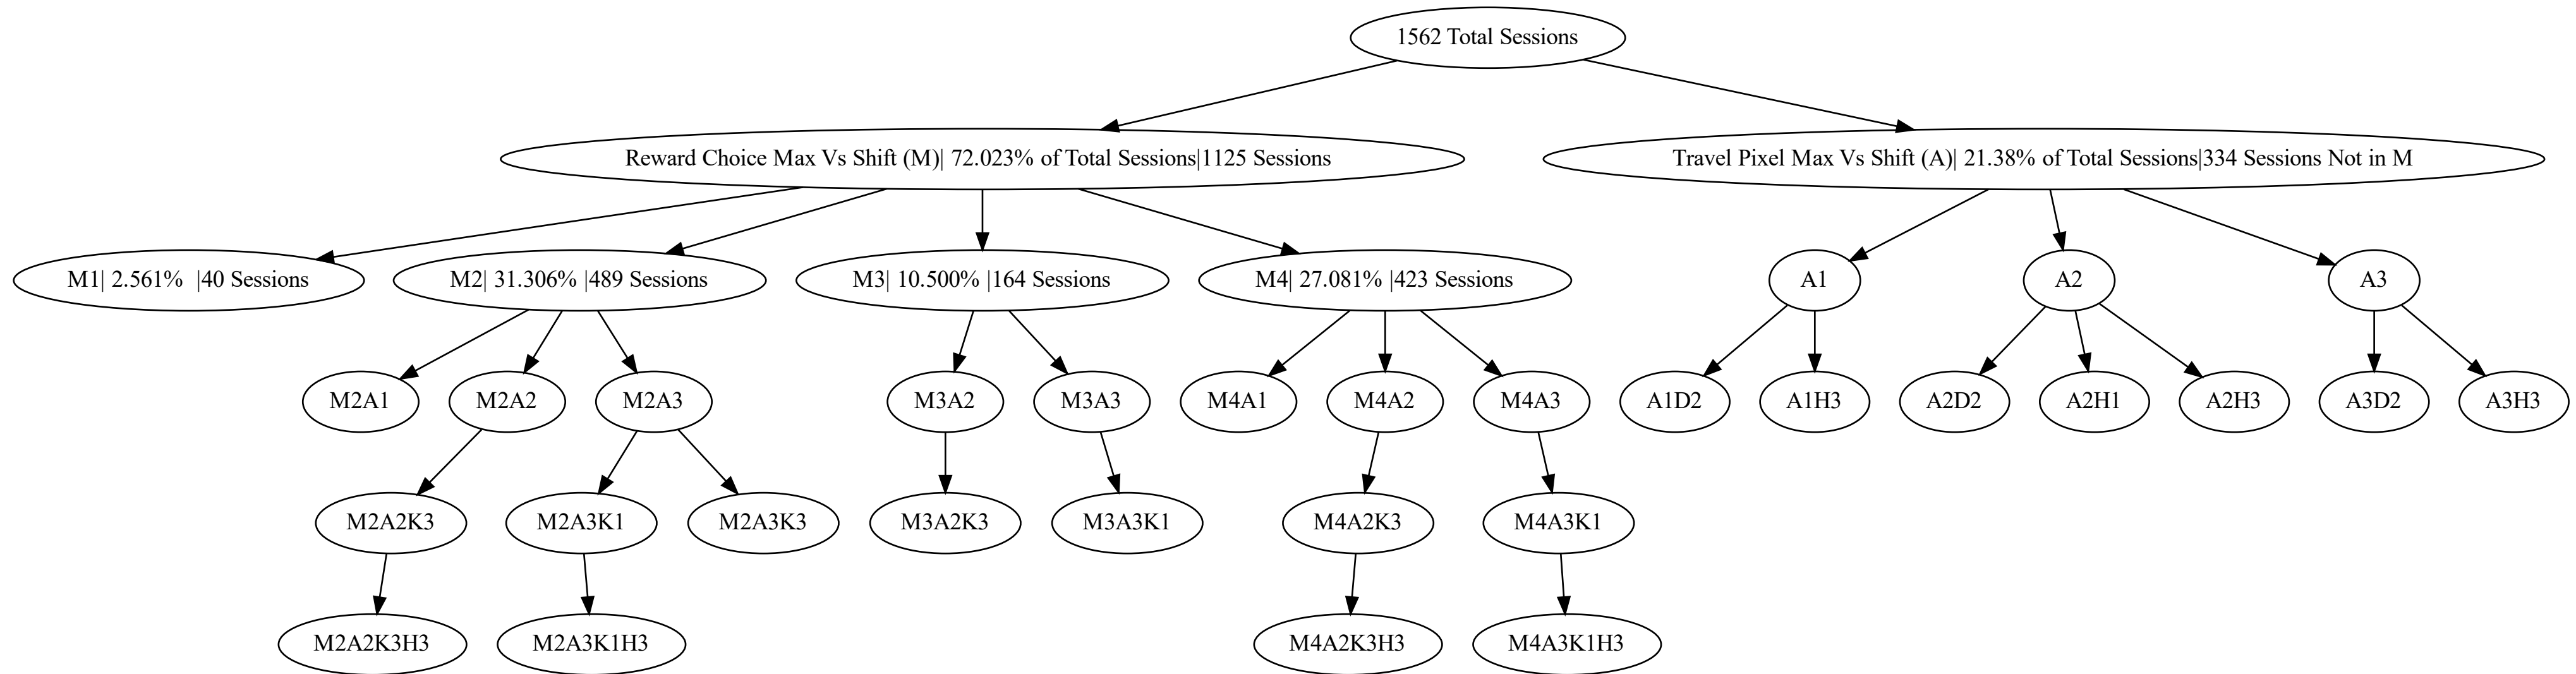 1562 Total Sessions
Reward Choice Max Vs Shift (M)| 72.023% of Total Sessions|1125 Sessions
Travel Pixel Max Vs Shift (A)| 21.38% of Total Sessions|334 Sessions Not in M
M1| 2.561%  |40 Sessions
M2| 31.306% |489 Sessions
M3| 10.500% |164 Sessions
M4| 27.081% |423 Sessions
A1
A2
A3
M2A1
M2A2
M2A3
M3A2
M3A3
M4A1
M4A2
M4A3
A1D2
A1H3
A2D2
A2H1
A2H3
A3D2
A3H3
M2A2K3
M2A3K1
M2A3K3
M3A2K3
M3A3K1
M4A2K3
M4A3K1
M2A2K3H3
M2A3K1H3
M4A2K3H3
M4A3K1H3